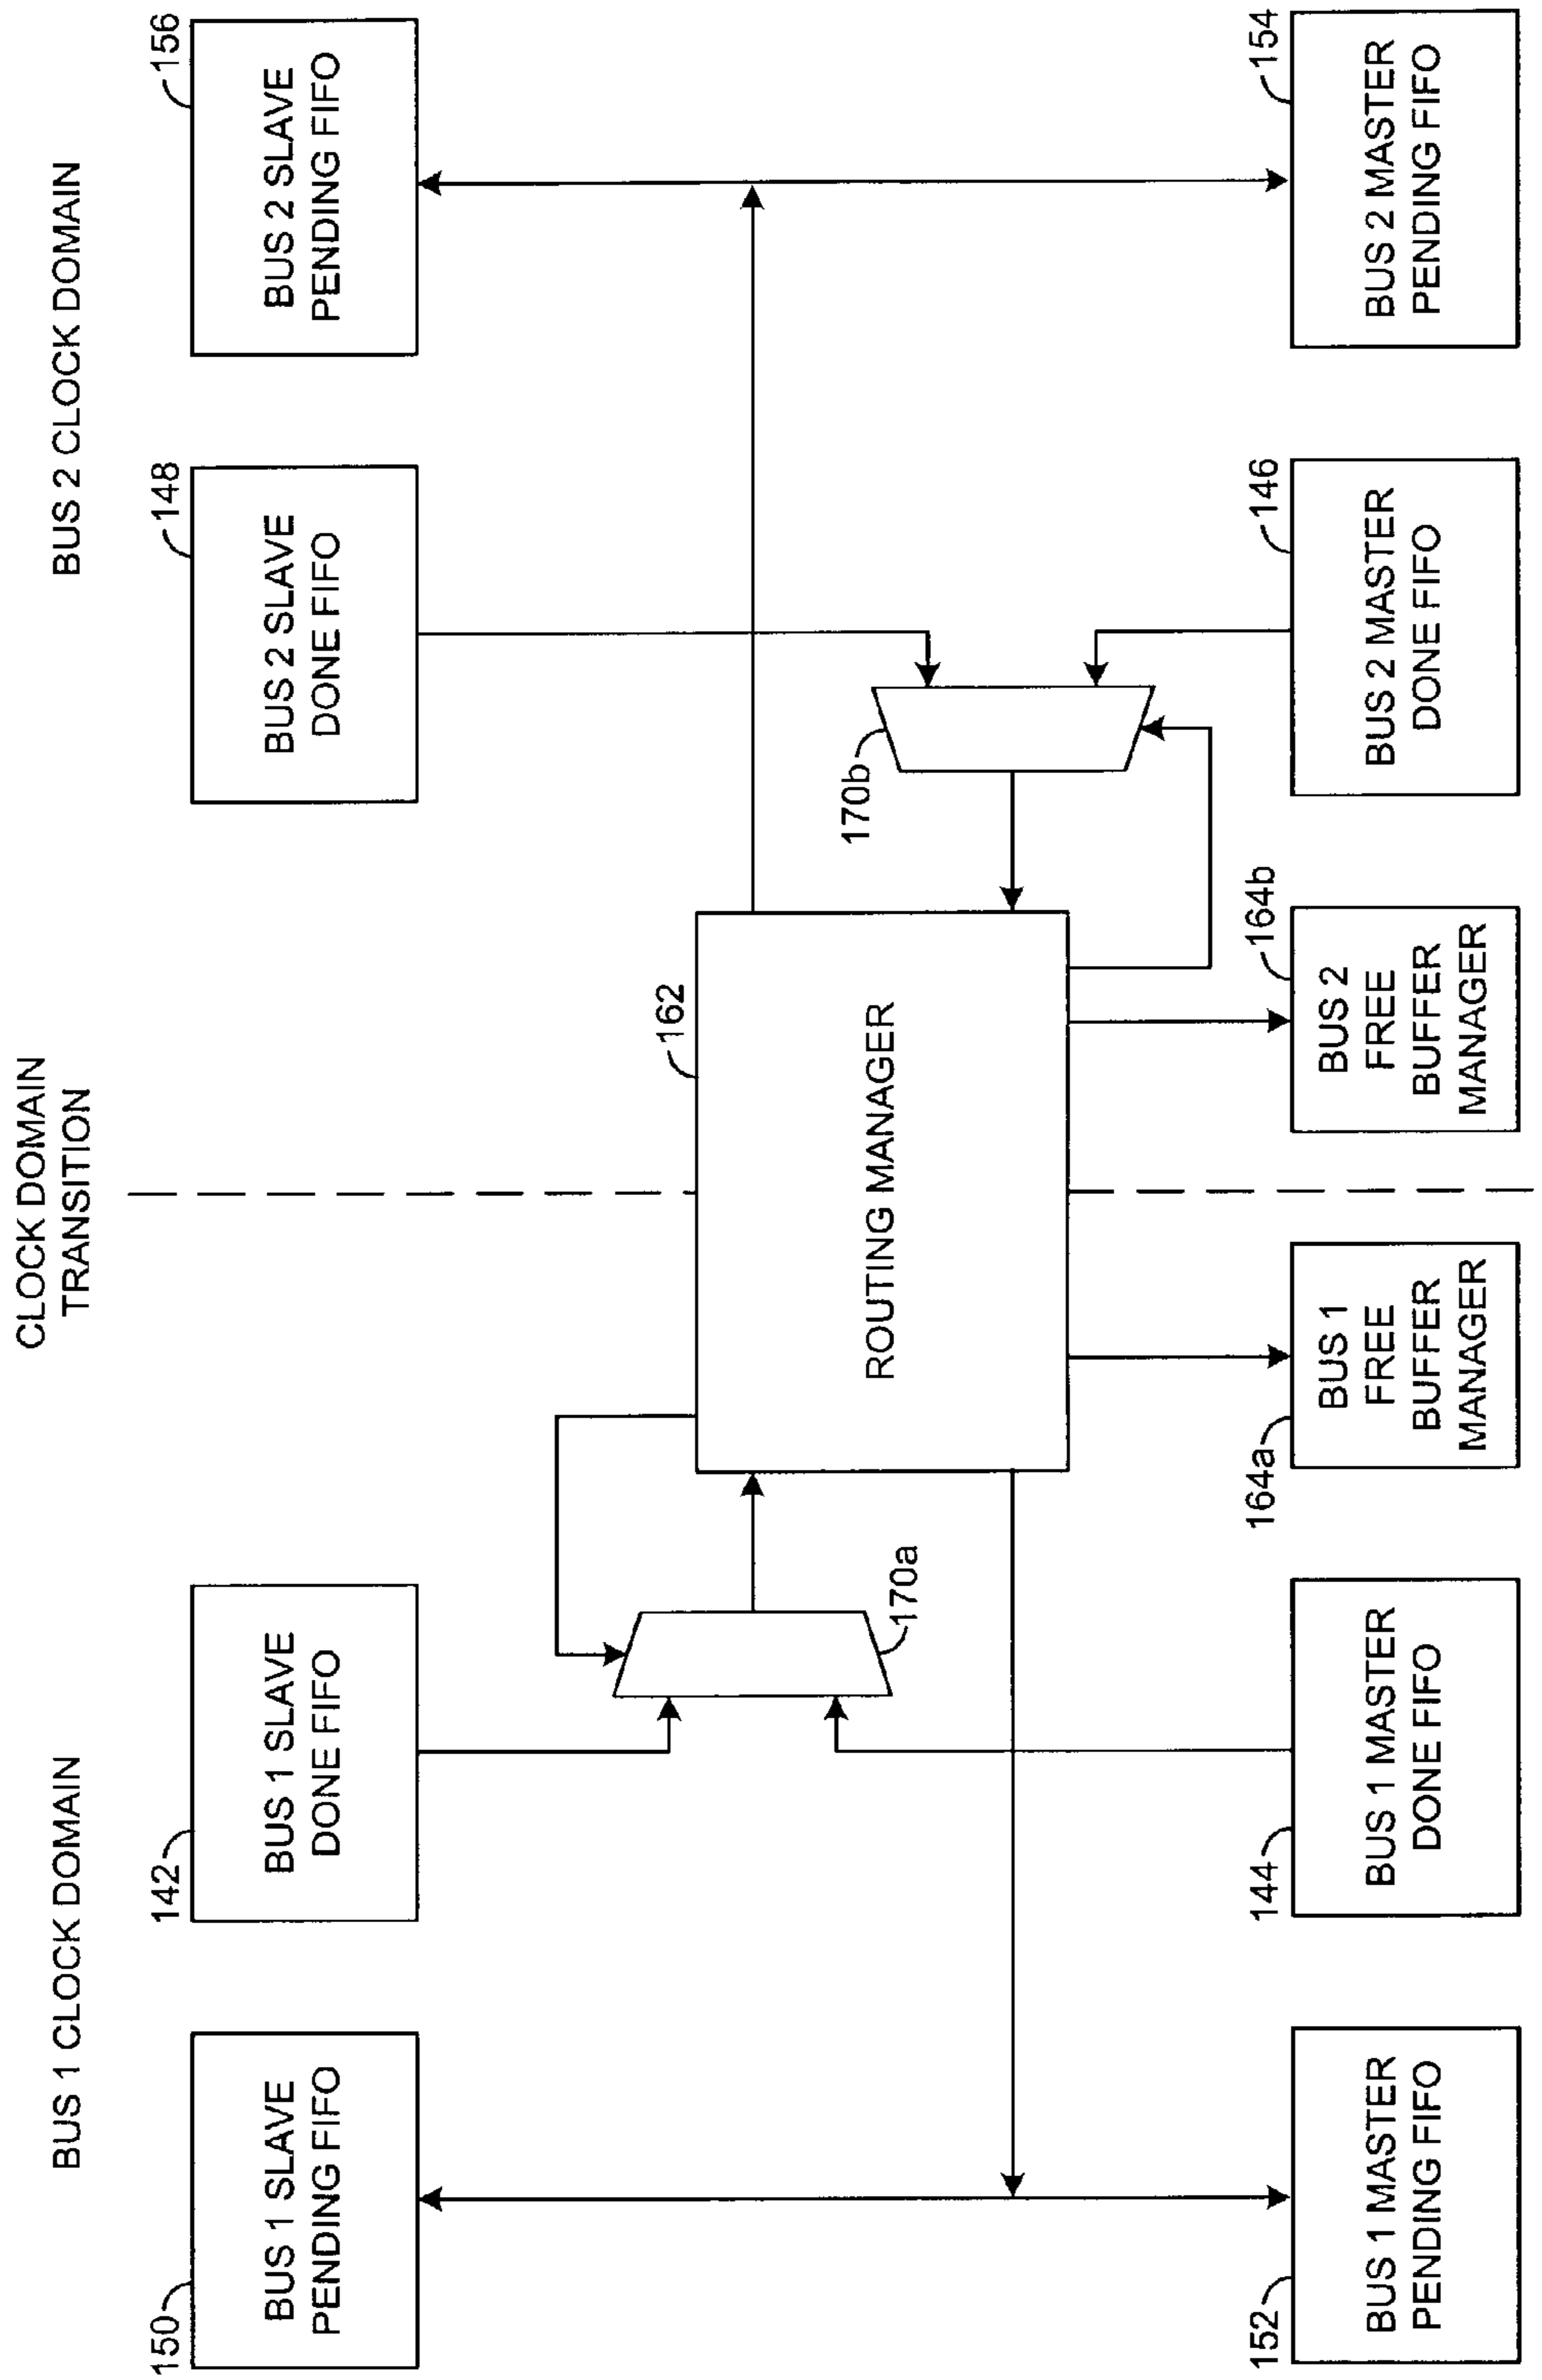 CLOCK DOMAIN
TRANSITION
BUS 1 CLOCK DOMAIN
BUS 2 CLOCK DOMAIN
150
BUS 1 SLAVE
PENDING FIFO
142
BUS 1 SLAVE
DONE FIFO
148
BUS 2 SLAVE
DONE FIFO
156
BUS 2 SLAVE
PENDING FIFO
170a
162
ROUTING MANAGER
170b
152
BUS 1 MASTER
PENDING FIFO
144
BUS 1 MASTER
DONE FIFO
164a
BUS 1
FREE
BUFFER
MANAGER
164b
BUS 2
FREE
BUFFER
MANAGER
146
BUS 2 MASTER
DONE FIFO
154
BUS 2 MASTER
PENDING FIFO